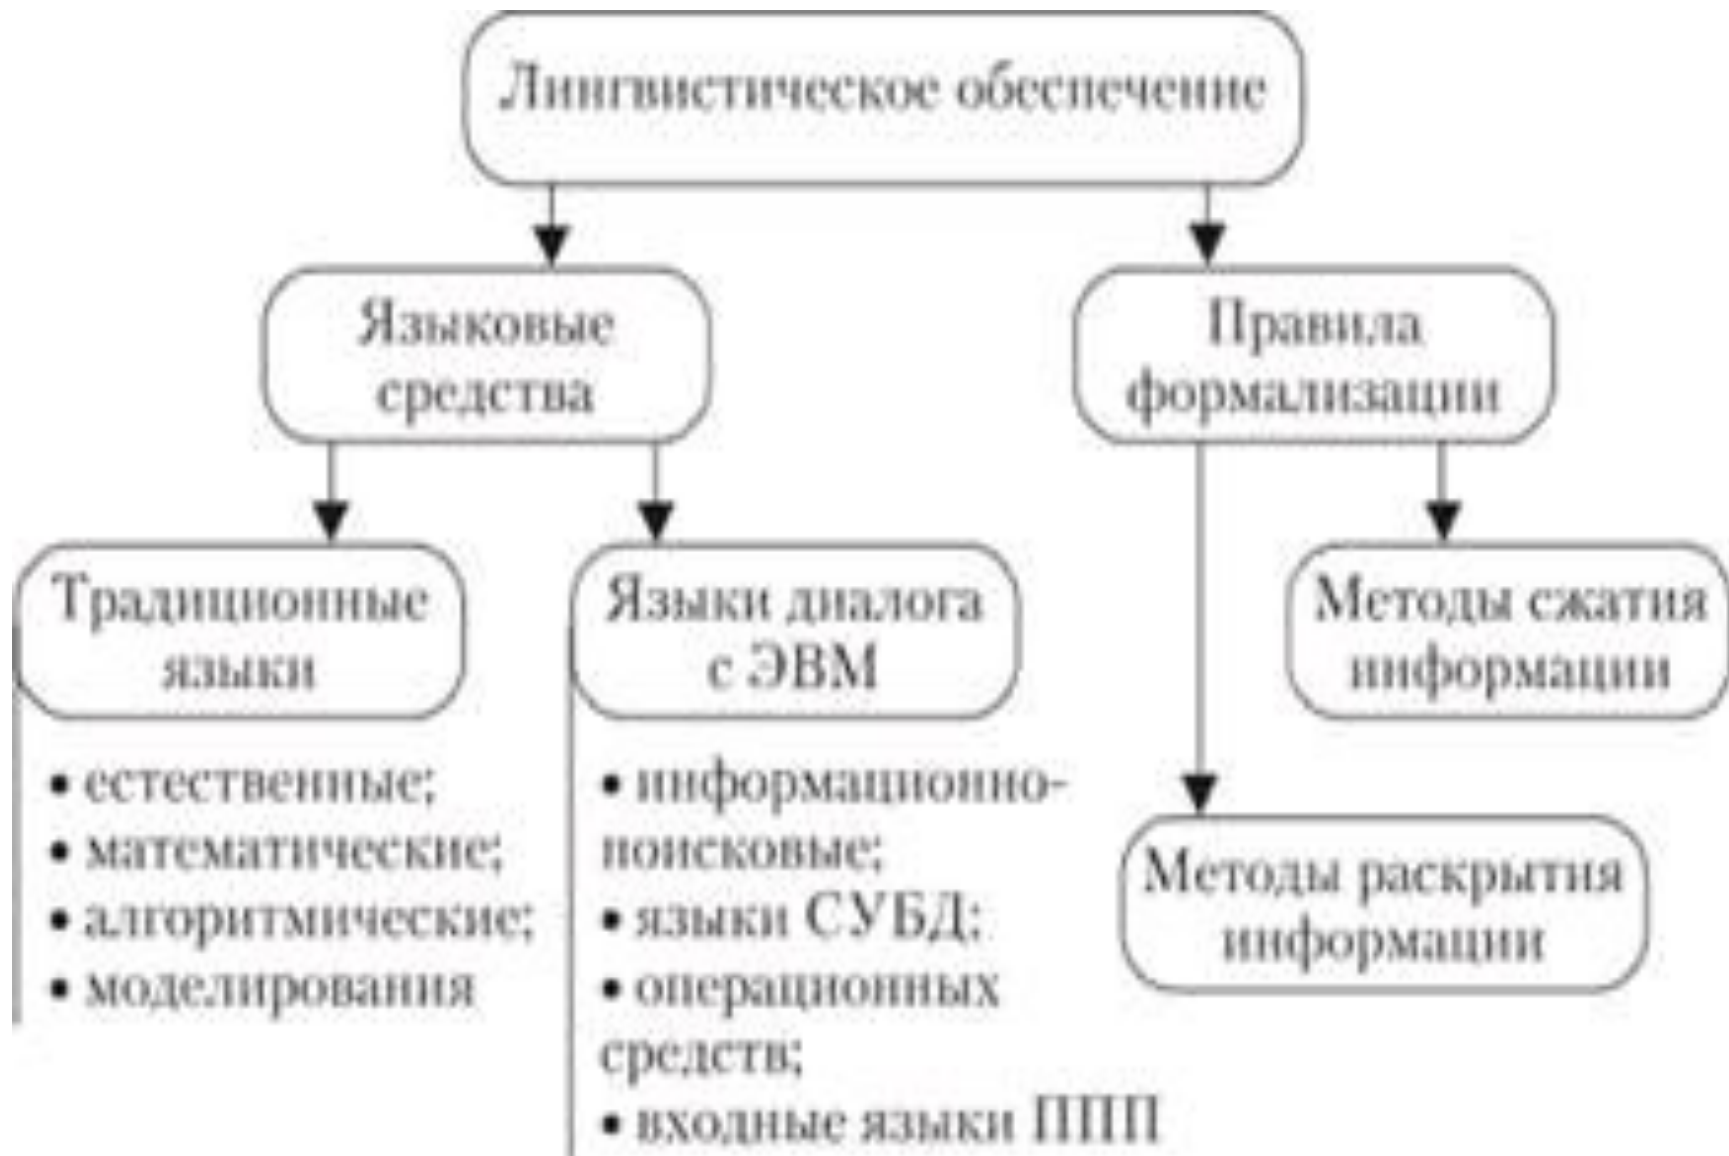 Лингвистическое обеспечение
Языковые
средства
Правила
формализации
Традиционные
языки
• естественные;
• математические;
• алгоритмические;
• моделирования
Языки диалога
с ЭВМ
• информационно-
поисковые;
• языки СУБД;
• операционных
средств;
• входные языки ППП
Методы сжатия
информации
Методы раскрытия
информации